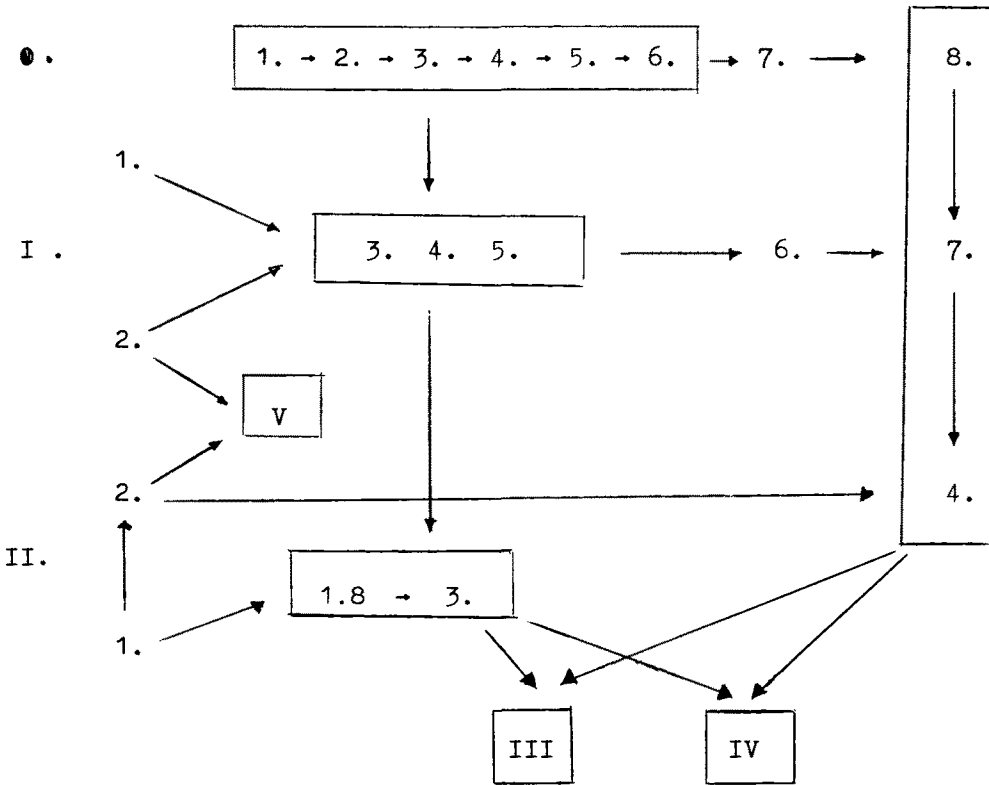 0. 1. → 2. → 3. → 4. → 5. → 6. → 7. → 8.
1.
I . 3. 4. 5. → 6. → 7.
2.
V
2. → 4.
II.
1.8 → 3.
1.
III IV